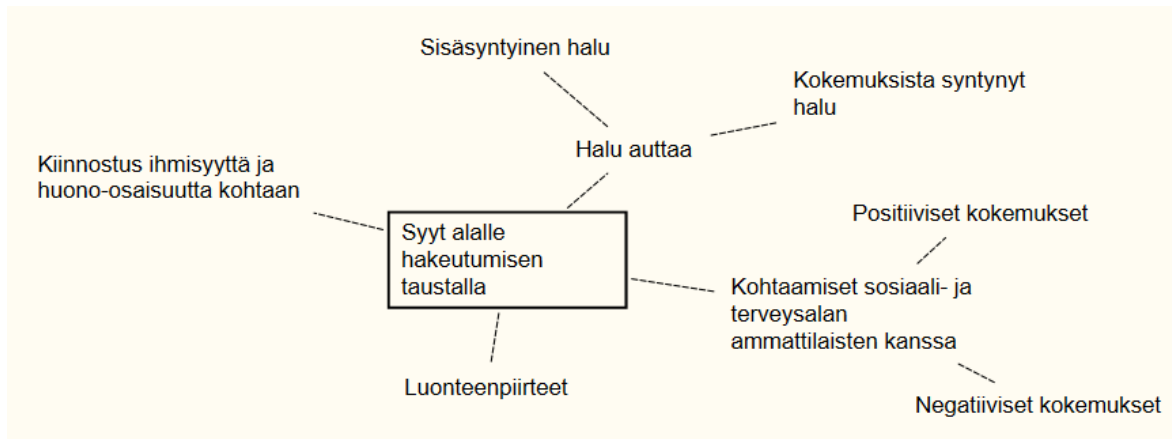 Sisäsyntyinen halu
Kokemuksista syntynyt
halu
Halu auttaa
Kiinnostus ihmisyyttä ja
huono-osaisuutta kohtaan
Positiiviset kokemukset
Syyt alalle
hakeutumisen
taustalla
Kohtaamiset sosiaali- ja
terveysalan
ammattilaisten kanssa
Luonteenpiirteet
Negatiiviset kokemukset